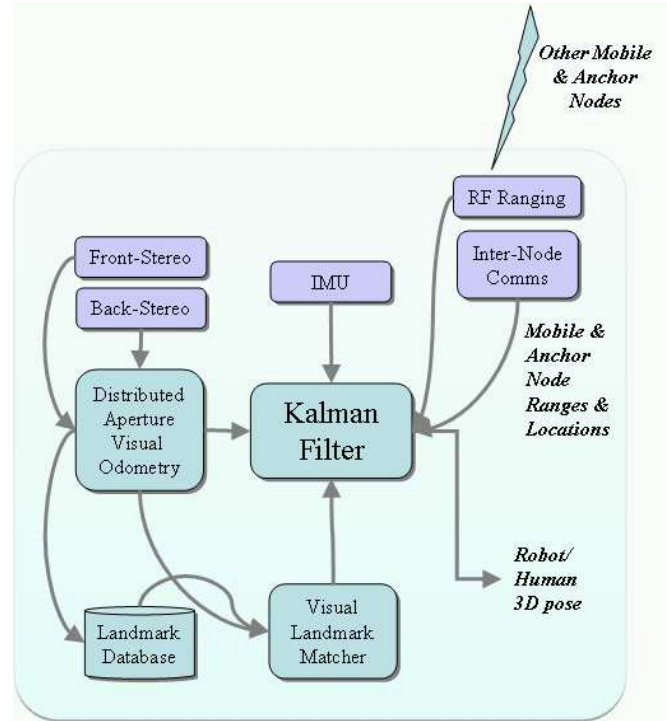 Other Mobile
& Anchor
Nodes
RF Ranging
Front-Stereo
Inter-Node
Comms
IMU
Back-Stereo
Mobile &
Anchor
Node
Ranges &
Locations
Distributed
Aperture
Visual
Odometry
Kalman
Filter
Robot/
Human
3D pose
Landmark
Database
Visual
Landmark
Matcher